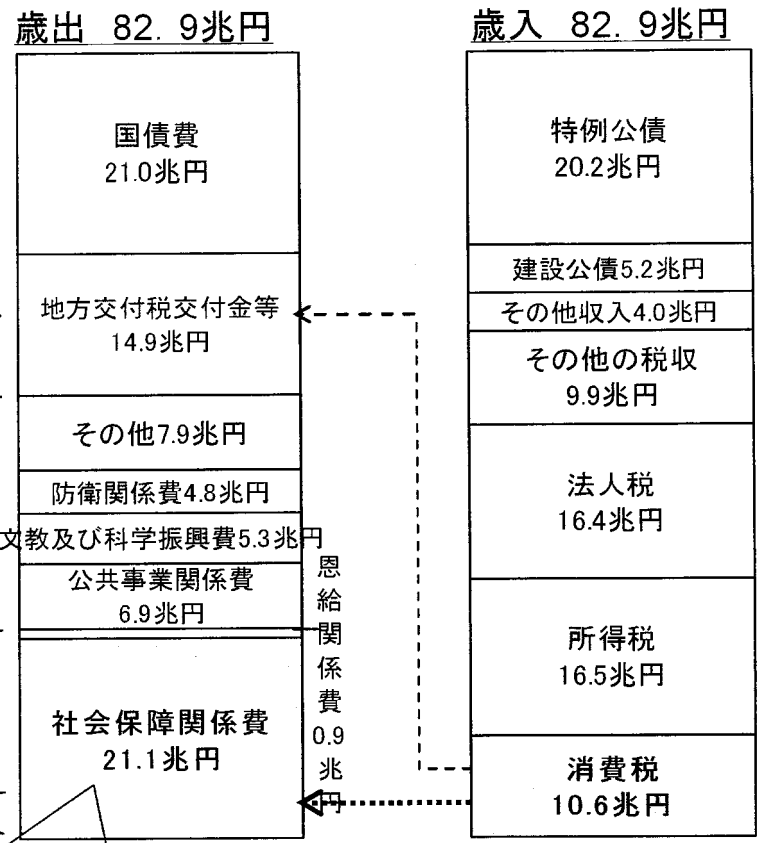 歳出 82.9兆円
国債費
21.0兆円
地方交付税交付金等
14.9兆円
その他7.9兆円
防衛関係費4.8兆円
文教及び科学振興費5.3兆円
公共事業関係費
6.9兆円
恩給関係費0.9兆円
社会保障関係費
21.1兆円
歳入 82.9兆円
特例公債
20.2兆円
建設公債5.2兆円
その他収入4.0兆円
その他の税収
9.9兆円
法人税
16.4兆円
所得税
16.5兆円
消費税
10.6兆円